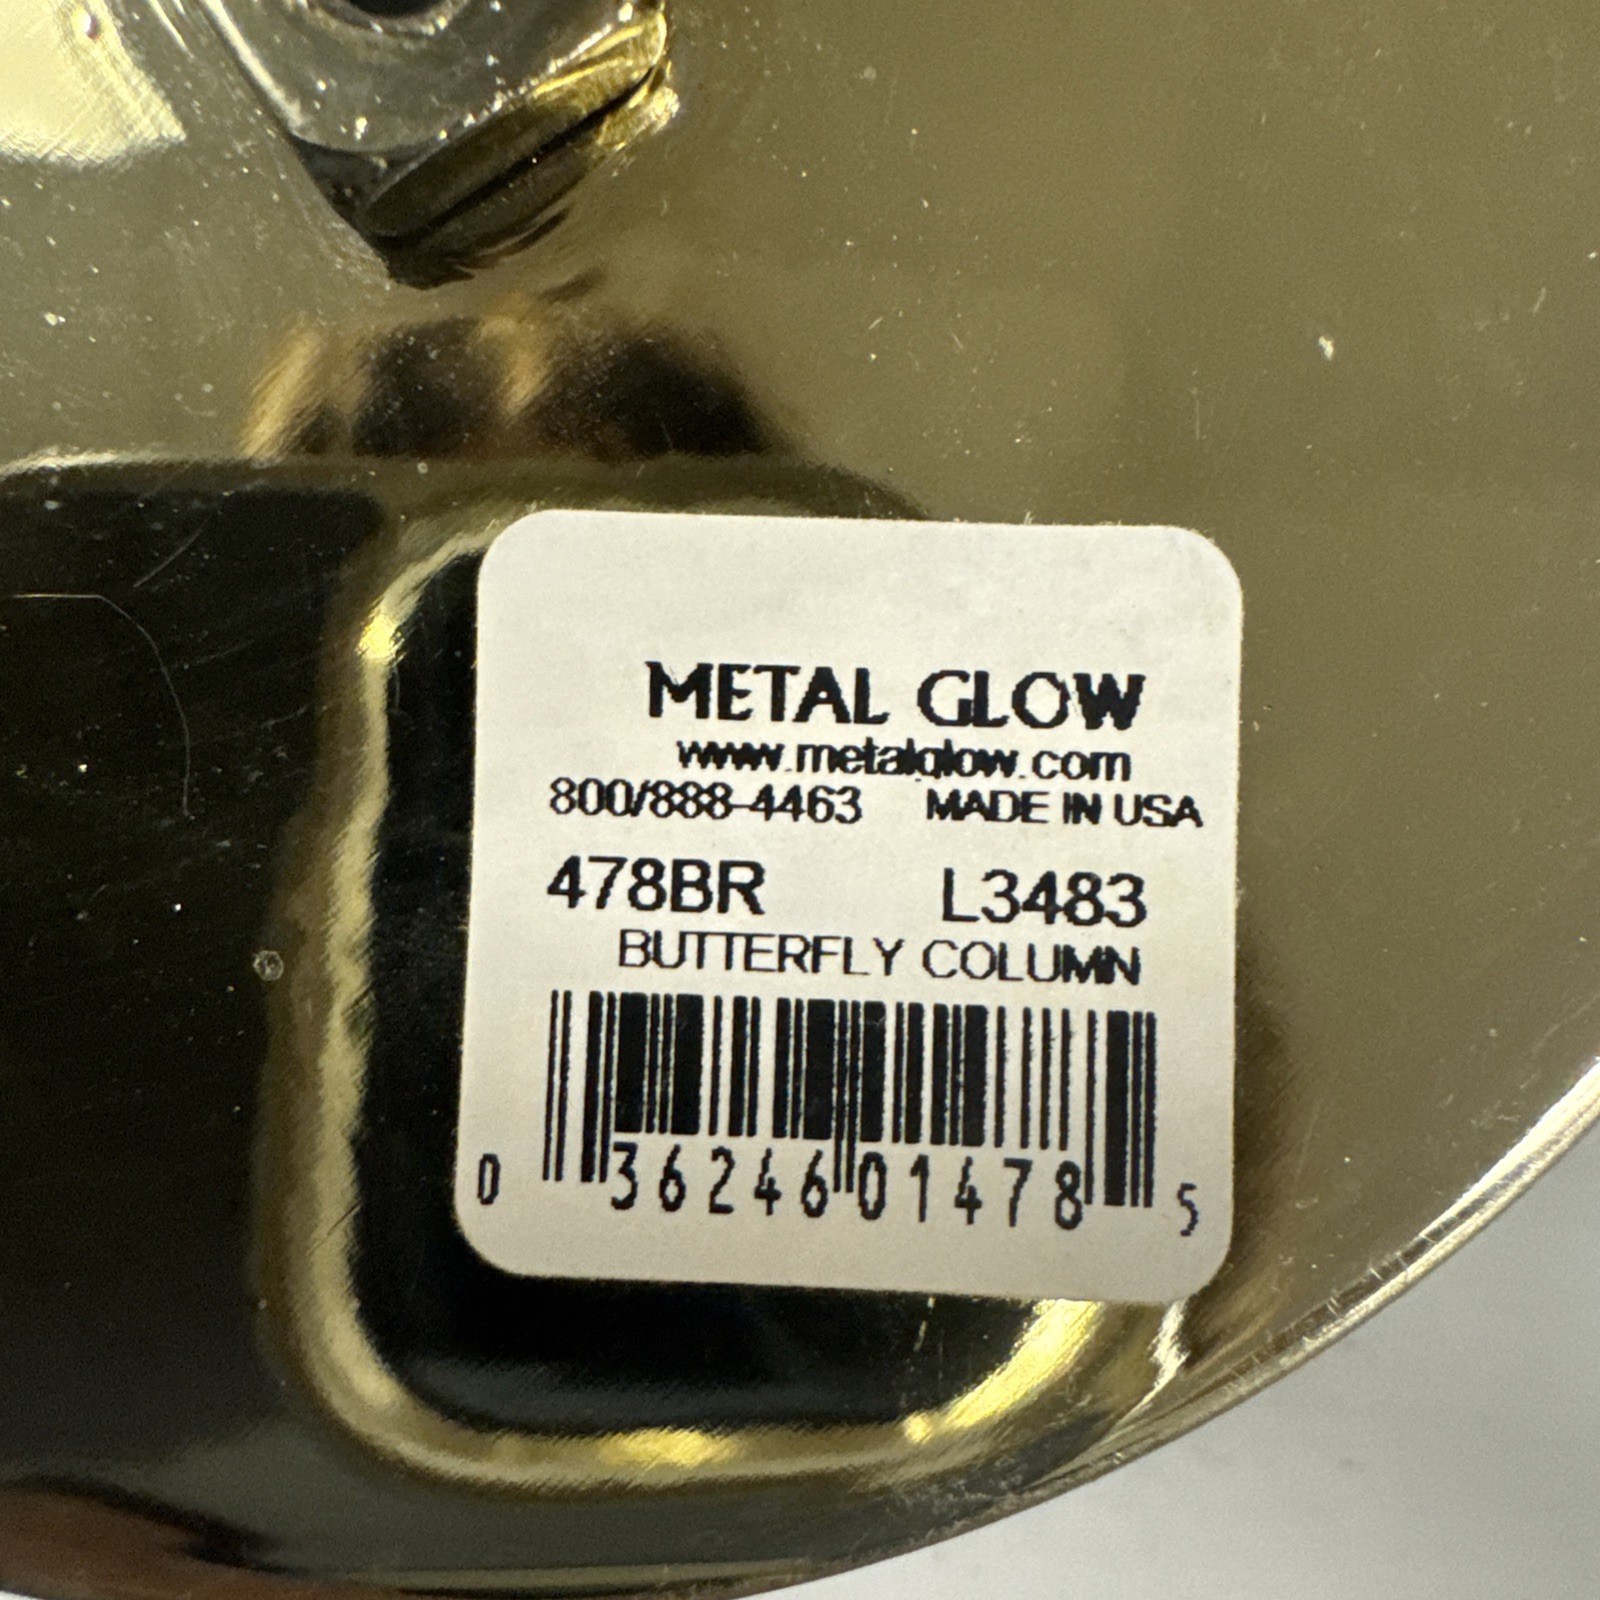 METAL GLOW
www.metalglow.com
800/888-4463 MADE IN USA
478BR L3483
BUTTERFLY COLUMN
0 36246 01478 5